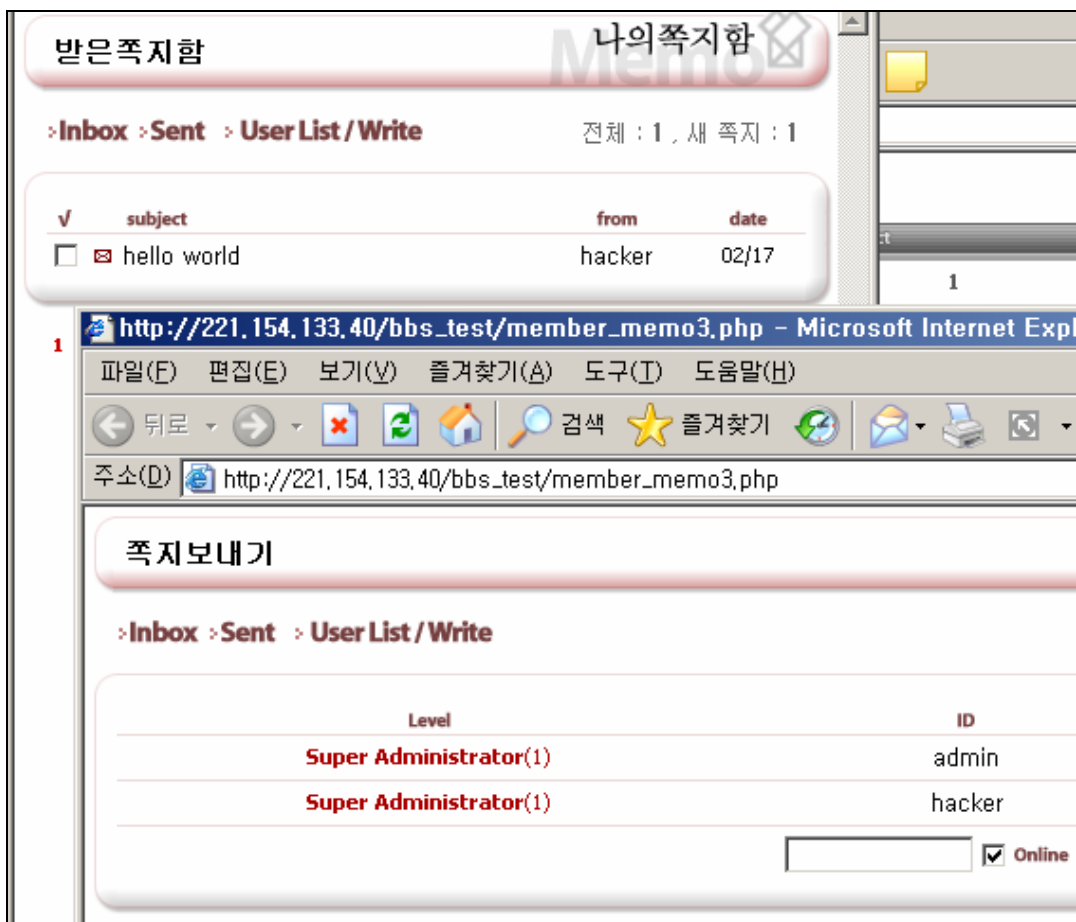 받은쪽지함
나의쪽지함
Memo
Inbox Sent User List / Write
전체 : 1 , 새 쪽지 : 1
√ subject from date
hello world hacker 02/17
ct
1
1
http://221.154.133.40/bbs_test/member_memo3.php - Microsoft Internet Expl
파일(F) 편집(E) 보기(V) 즐겨찾기(A) 도구(T) 도움말(H)
뒤로 검색 즐겨찾기
주소(D) http://221.154.133.40/bbs_test/member_memo3.php
쪽지보내기
Inbox Sent User List / Write
Level ID
Super Administrator(1) admin
Super Administrator(1) hacker
Online